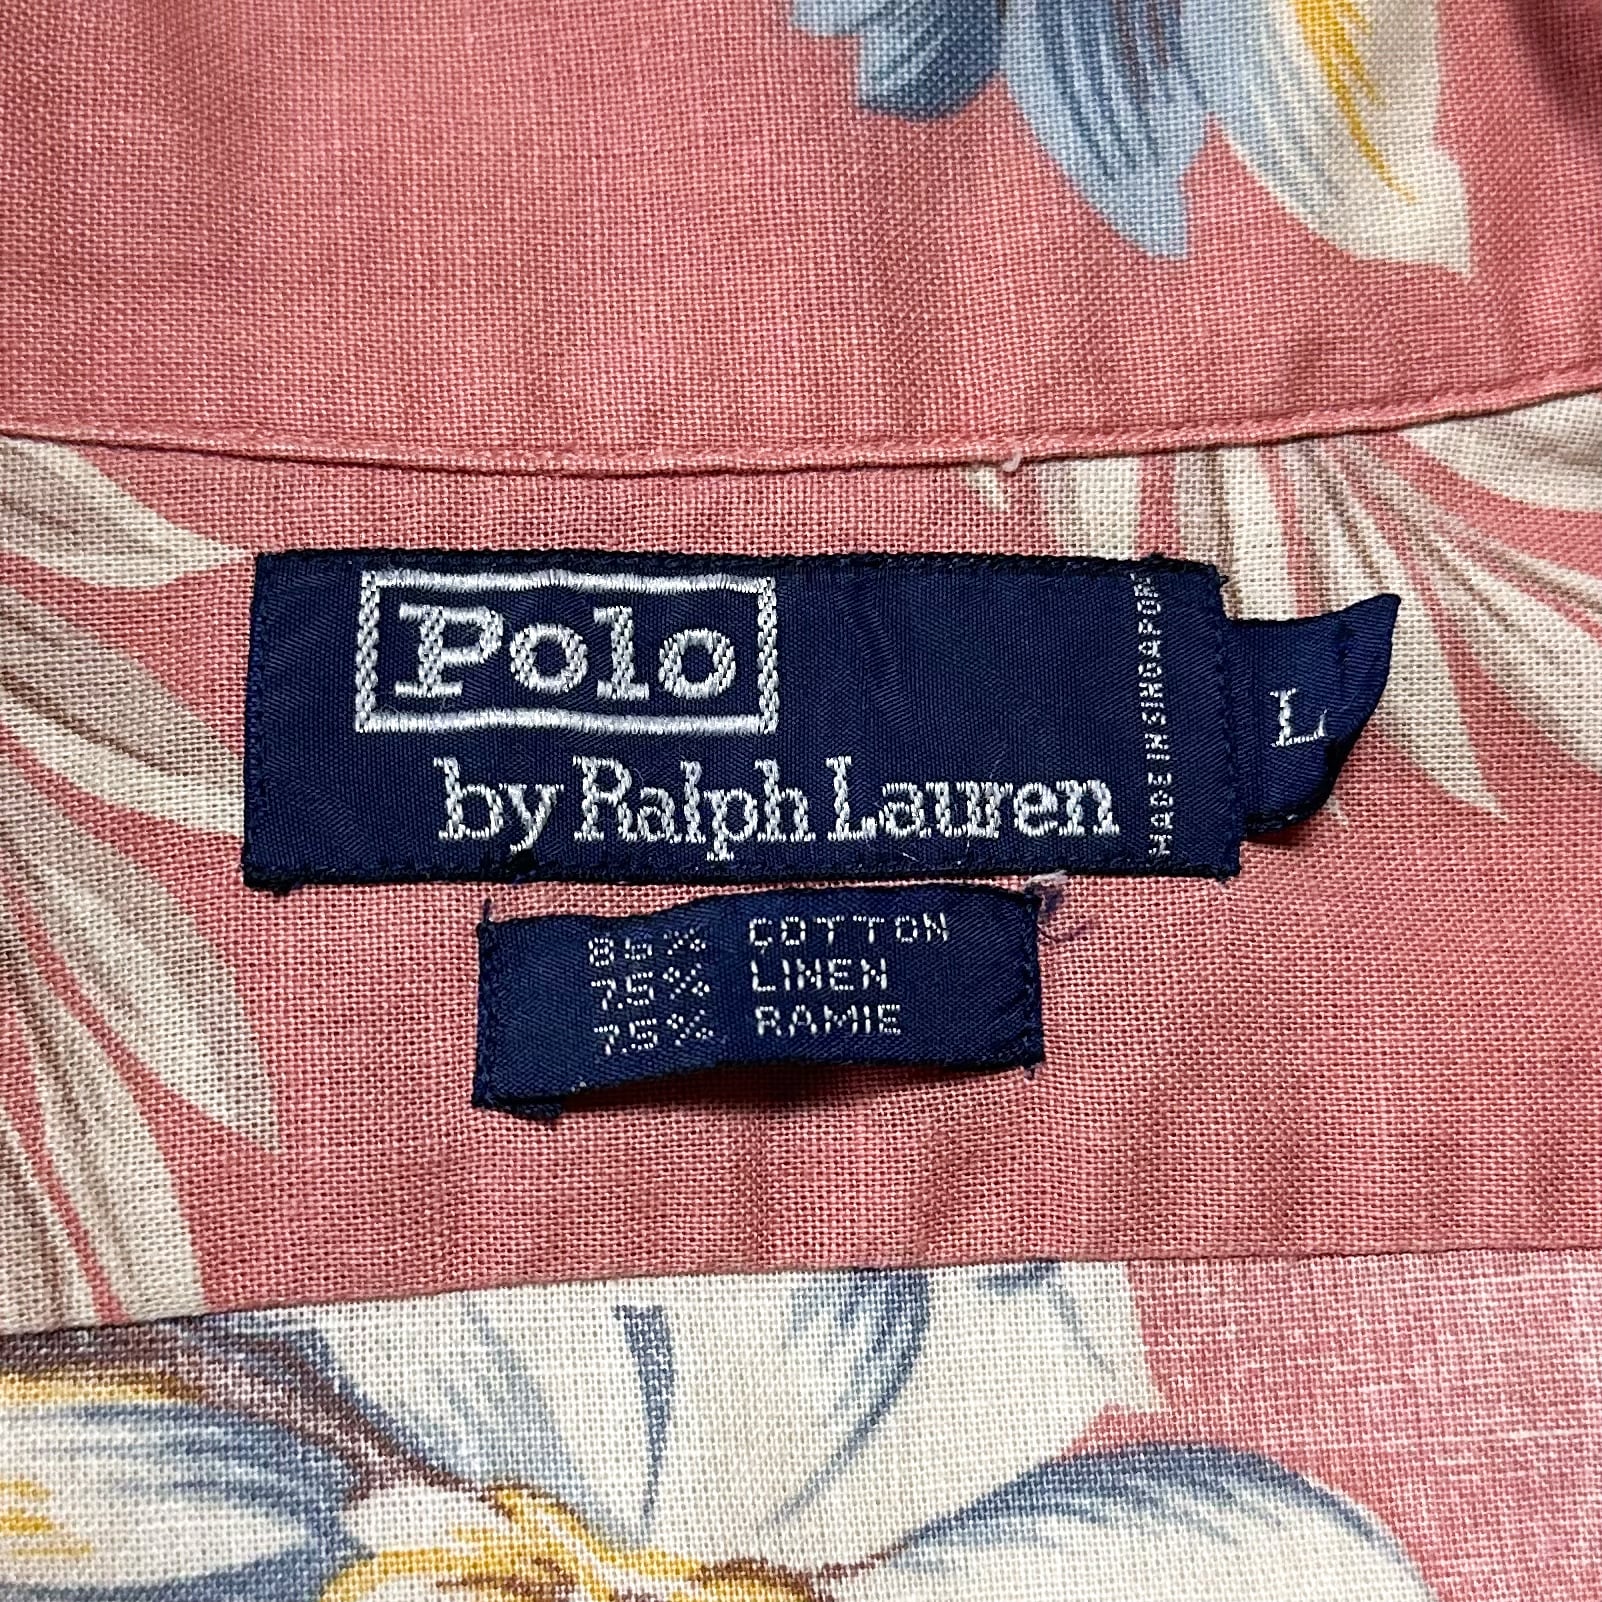 Polo
by Ralph Lauren
MADE IN SINGAPORE
L
85% COTTON
7.5% LINEN
7.5% RAMIE